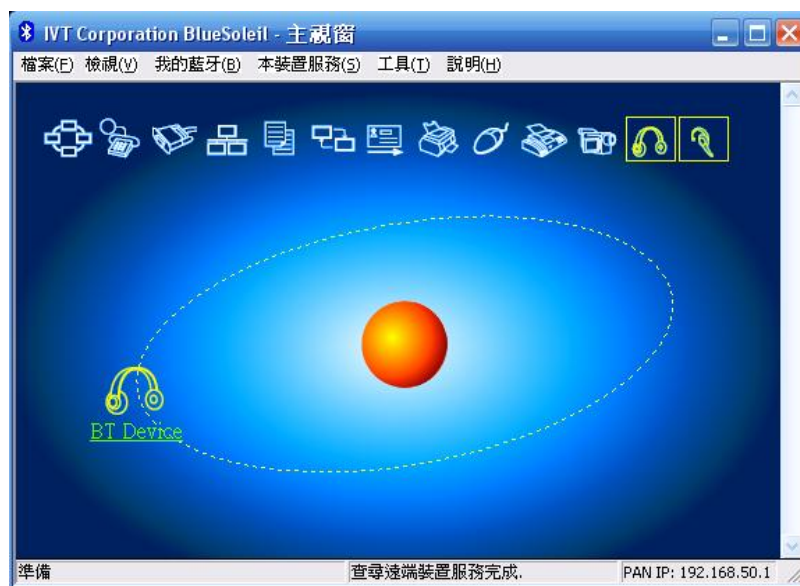 IVT Corporation BlueSoleil - 主視窗
檔案(F) 檢視(V) 我的藍牙(B) 本裝置服務(S) 工具(T) 說明(H)
BT Device
準備 查尋遠端裝置服務完成. PAN IP: 192.168.50.1